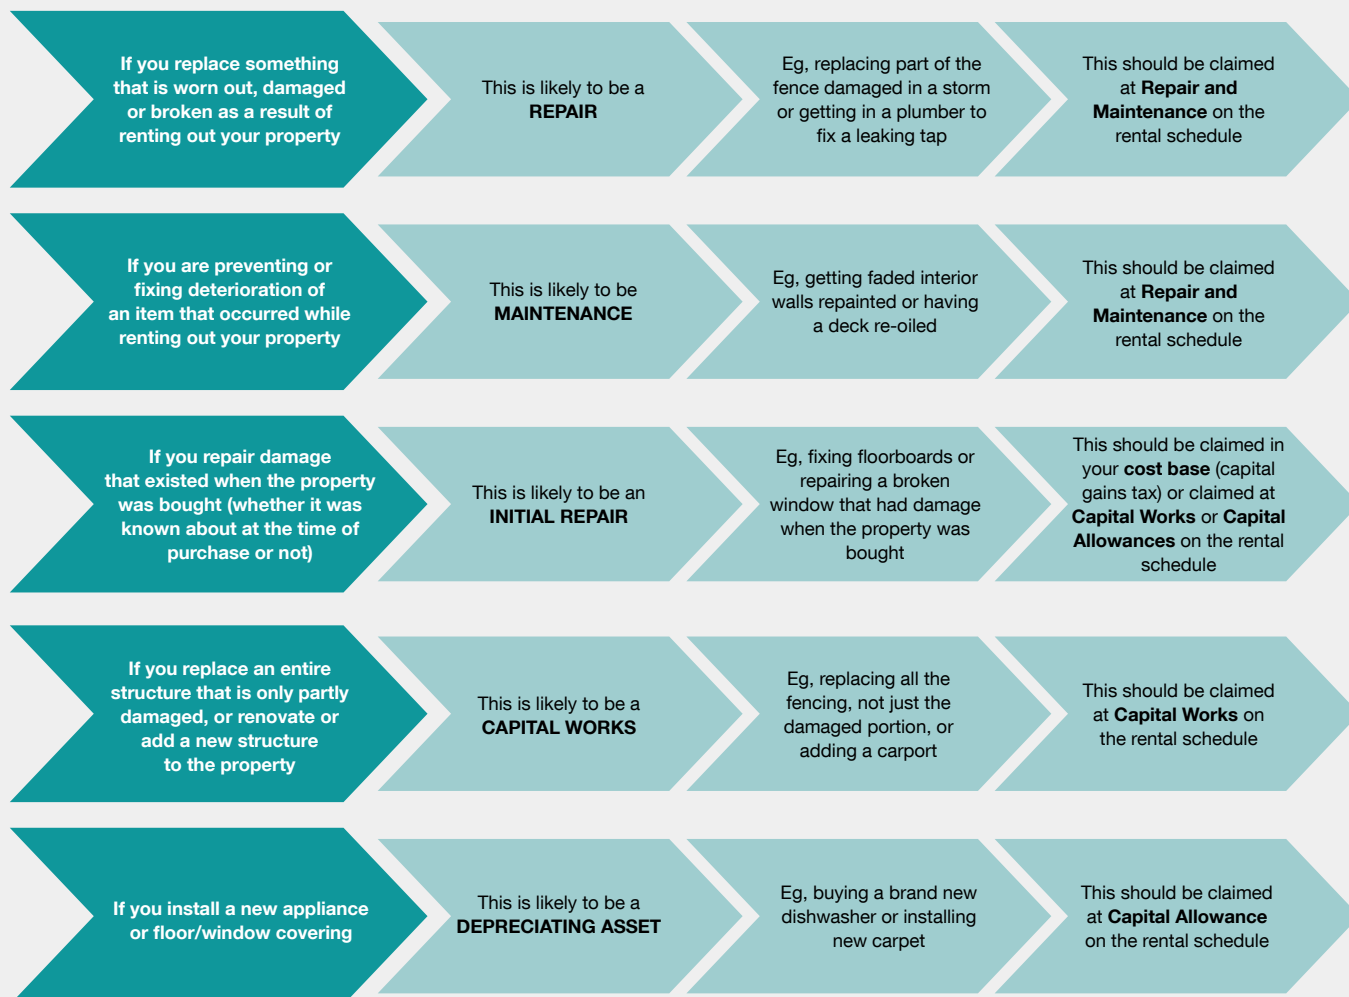 If you replace something
that is worn out, damaged
or broken as a result of
renting out your property
This is likely to be a
REPAIR
Eg, replacing part of the
fence damaged in a storm
or getting in a plumber to
fix a leaking tap
This should be claimed
at Repair and
Maintenance on the
rental schedule
If you are preventing or
fixing deterioration of
an item that occurred while
renting out your property
This is likely to be
MAINTENANCE
Eg, getting faded interior
walls repainted or having
a deck re-oiled
This should be claimed
at Repair and
Maintenance on the
rental schedule
If you repair damage
that existed when the property
was bought (whether it was
known about at the time of
purchase or not)
This is likely to be an
INITIAL REPAIR
Eg, fixing floorboards or
repairing a broken
window that had damage
when the property was
bought
This should be claimed in
your cost base (capital
gains tax) or claimed at
Capital Works or Capital
Allowances on the rental
schedule
If you replace an entire
structure that is only partly
damaged, or renovate or
add a new structure
to the property
This is likely to be a
CAPITAL WORKS
Eg, replacing all the
fencing, not just the
damaged portion, or
adding a carport
This should be claimed
at Capital Works on
the rental schedule
If you install a new appliance
or floor/window covering
This is likely to be a
DEPRECIATING ASSET
Eg, buying a brand new
dishwasher or installing
new carpet
This should be claimed
at Capital Allowance
on the rental schedule